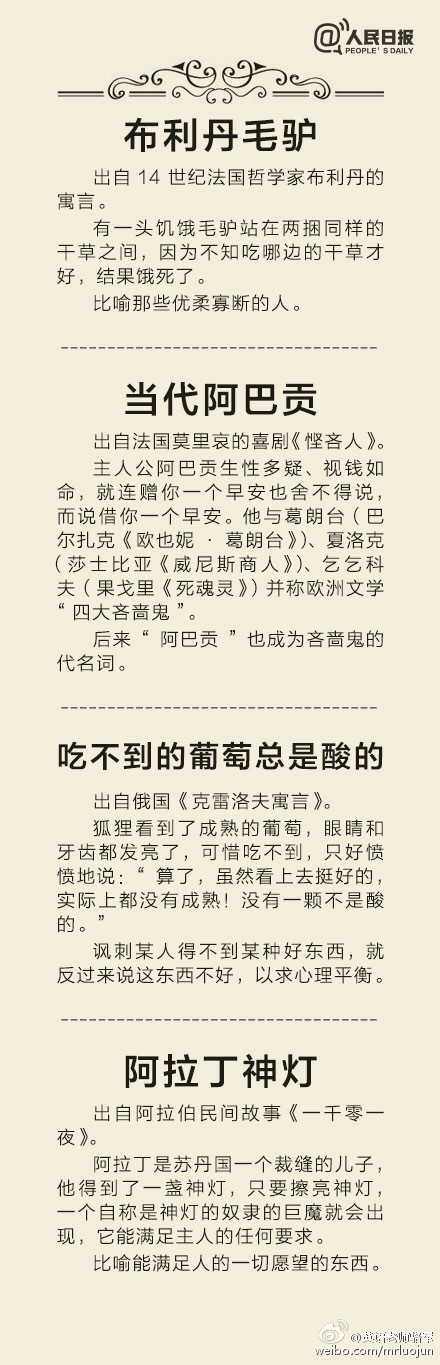 @人民日报
PEOPLE'S DAILY
布利丹毛驴
出自 14 世纪法国哲学家布利丹的
寓言。
有一头饥饿毛驴站在两捆同样的
干草之间，因为不知吃哪边的干草才
好，结果饿死了。
比喻那些优柔寡断的人。
当代阿巴贡
出自法国莫里哀的喜剧《悭吝人》。
主人公阿巴贡生性多疑、视钱如
命，就连赠你一个早安也舍不得说，
而说借你一个早安。他与葛朗台（巴
尔扎克《欧也妮 · 葛朗台》）、夏洛克
（莎士比亚《威尼斯商人》）、乞乞科
夫（果戈里《死魂灵》）并称欧洲文学
“四大吝啬鬼”。
后来“阿巴贡”也成为吝啬鬼的
代名词。
吃不到的葡萄总是酸的
出自俄国《克雷洛夫寓言》。
狐狸看到了成熟的葡萄，眼睛和
牙齿都发亮了，可惜吃不到，只好愤
愤地说：“算了，虽然看上去挺好的，
实际上都没有成熟！没有一颗不是酸
的。”
讽刺某人得不到某种好东西，就
反过来说这东西不好，以求心理平衡。
阿拉丁神灯
出自阿拉伯民间故事《一千零一
夜》。
阿拉丁是苏丹国一个裁缝的儿子，
他得到了一盏神灯，只要擦亮神灯，
一个自称是神灯的奴隶的巨魔就会出
现，它能满足主人的任何要求。
比喻能满足人的一切愿望的东西。
@英语老师骆军
weibo.com/mrluojun